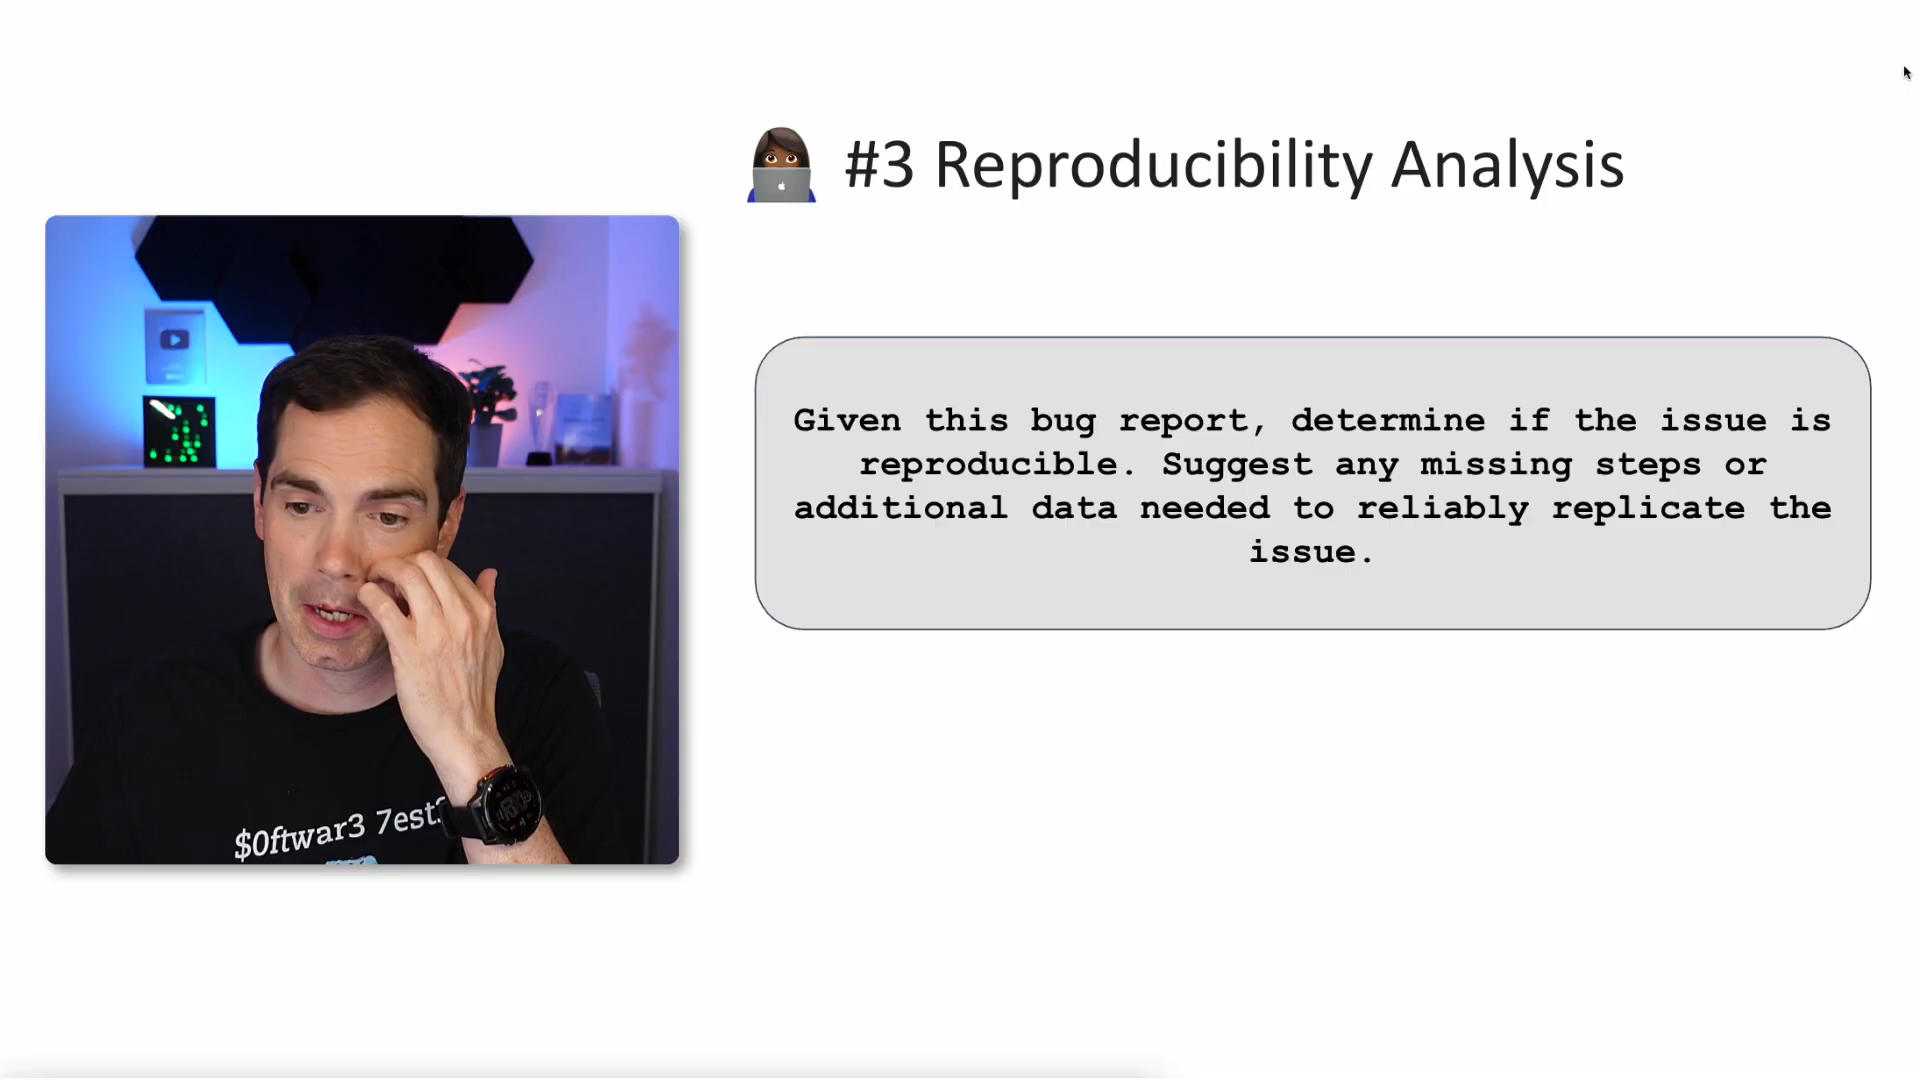 #3 Reproducibility Analysis
Given this bug report, determine if the issue is
reproducible. Suggest any missing steps or
additional data needed to reliably replicate the
issue.
$0ftwar3 7est